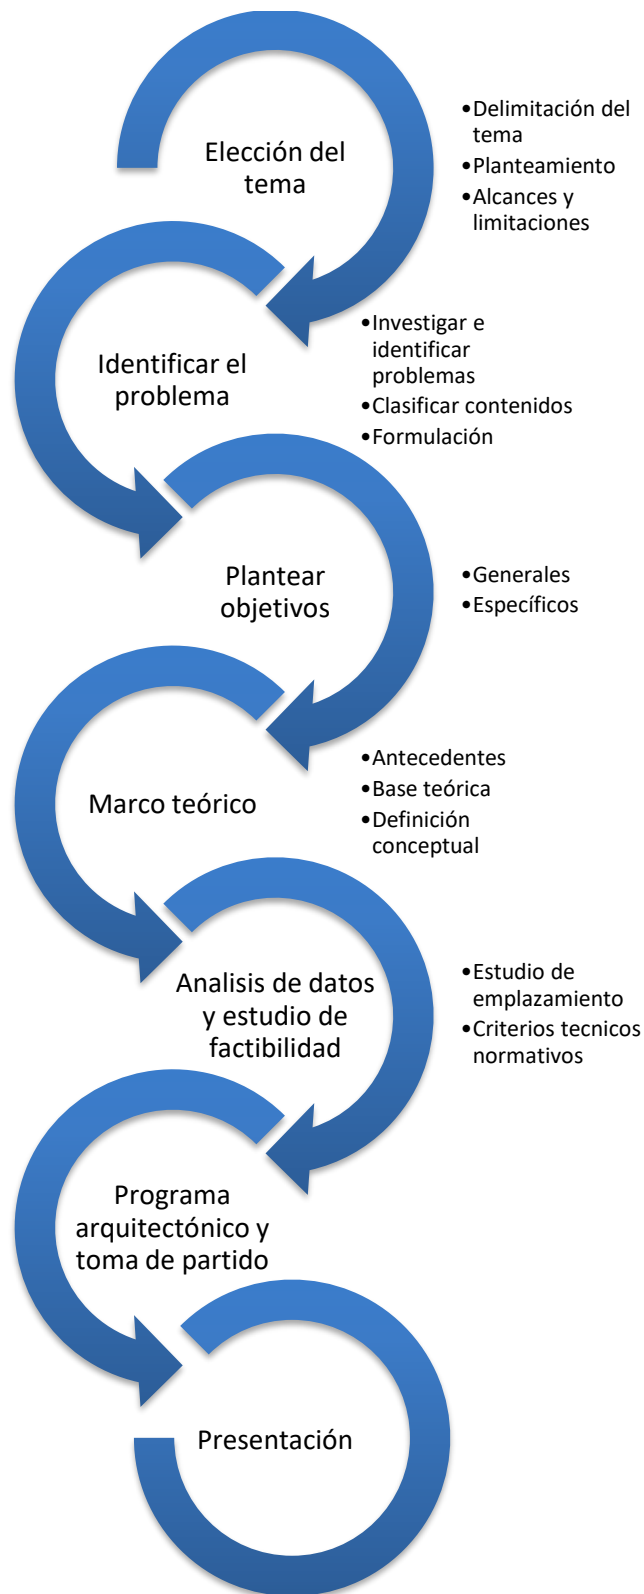 Elección del
tema
•Delimitación del
tema
•Planteamiento
•Alcances y
limitaciones
Identificar el
problema
•Investigar e
identificar
problemas
•Clasificar contenidos
•Formulación
Plantear
objetivos
•Generales
•Específicos
Marco teórico
•Antecedentes
•Base teórica
•Definición
conceptual
Analisis de datos
y estudio de
factibilidad
•Estudio de
emplazamiento
•Criterios tecnicos
normativos
Programa
arquitectónico y
toma de partido
Presentación